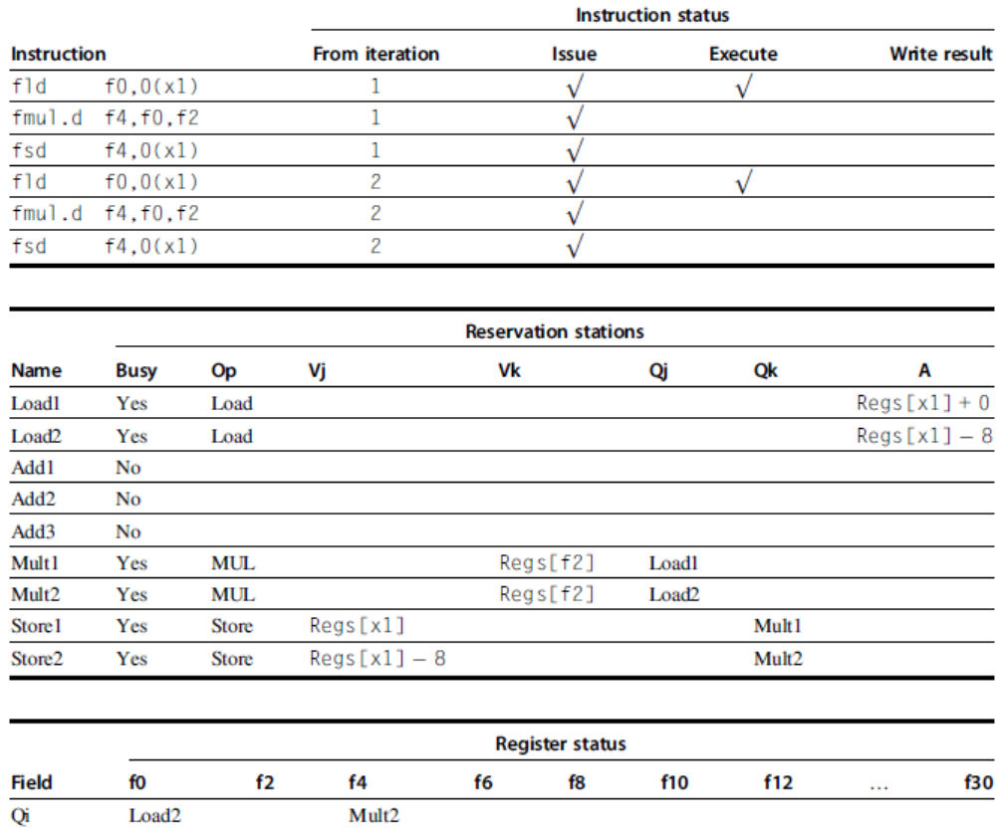 Instruction status
Instruction From iteration Issue Execute Write result
fld f0,0(x1) 1 √ √
fmul.d f4,f0,f2 1 √
fsd f4,0(x1) 1 √
fld f0,0(x1) 2 √ √
fmul.d f4,f0,f2 2 √
fsd f4,0(x1) 2 √
Reservation stations
Name Busy Op Vj Vk Qj Qk A
Load1 Yes Load Regs[x1] + 0
Load2 Yes Load Regs[x1] − 8
Add1 No
Add2 No
Add3 No
Mult1 Yes MUL Regs[f2] Load1
Mult2 Yes MUL Regs[f2] Load2
Store1 Yes Store Regs[x1] Mult1
Store2 Yes Store Regs[x1] − 8 Mult2
Register status
Field f0 f2 f4 f6 f8 f10 f12 … f30
Qi Load2 Mult2